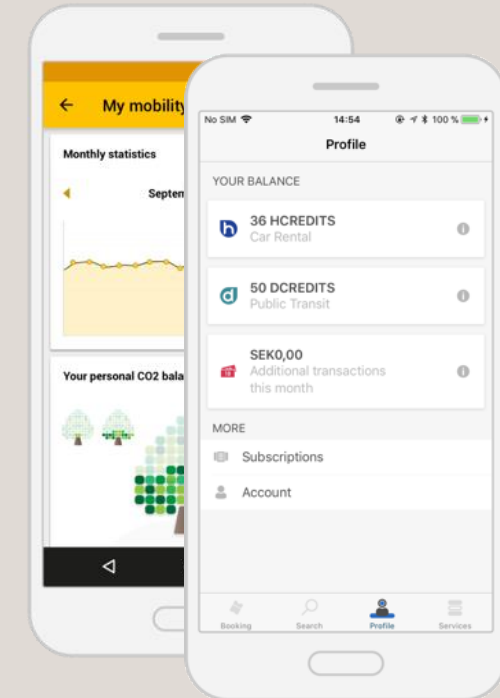 My mobility
Monthly statistics
Septem
Your personal CO2 bala
No SIM 14:54 100 %
Profile
YOUR BALANCE
36 HCREDITS
Car Rental
50 DCREDITS
Public Transit
SEK0,00
Additional transactions
this month
MORE
Subscriptions
Account
Booking Search Profile Services